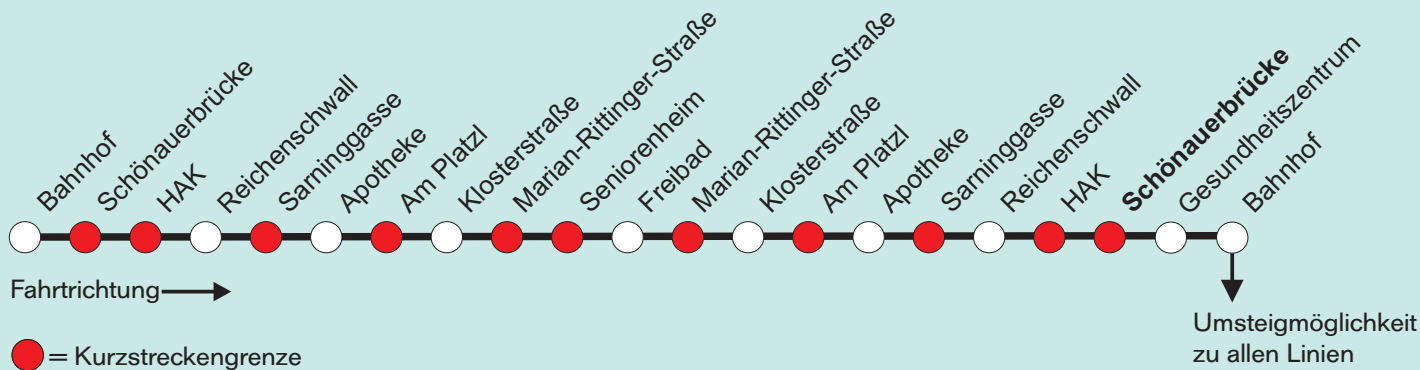 Bahnhof
Schönauerbrücke
HAK
Reichenschwall
Sarninggasse
Apotheke
Am Platzl
Klosterstraße
Marian-Rittinger-Straße
Seniorenheim
Freibad
Marian-Rittinger-Straße
Klosterstraße
Am Platzl
Apotheke
Sarninggasse
Reichenschwall
HAK
Schönauerbrücke
Gesundheitszentrum
Bahnhof
Fahrtrichtung
= Kurzstreckengrenze
Umsteigmöglichkeit
zu allen Linien